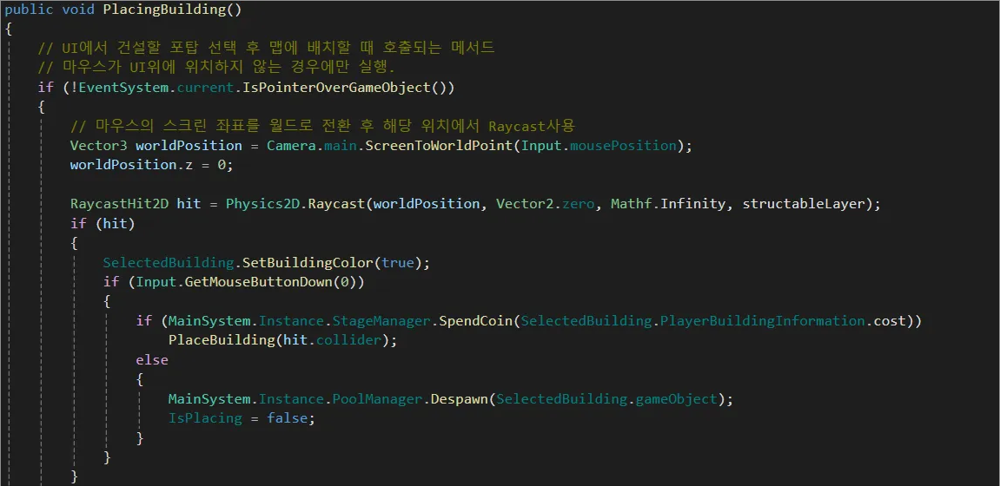 public void PlacingBuilding()
{
// UI에서 건설할 포탑 선택 후 맵에 배치할 때 호출되는 메서드
// 마우스가 UI위에 위치하지 않는 경우에만 실행.
if (!EventSystem.current.IsPointerOverGameObject())
{
// 마우스의 스크린 좌표를 월드로 전환 후 해당 위치에서 Raycast사용
Vector3 worldPosition = Camera.main.ScreenToWorldPoint(Input.mousePosition);
worldPosition.z = 0;
RaycastHit2D hit = Physics2D.Raycast(worldPosition, Vector2.zero, Mathf.Infinity, structableLayer);
if (hit)
{
SelectedBuilding.SetBuildingColor(true);
if (Input.GetMouseButtonDown(0))
{
if (MainSystem.Instance.StageManager.SpendCoin(SelectedBuilding.PlayerBuildingInformation.cost))
PlaceBuilding(hit.collider);
else
{
MainSystem.Instance.PoolManager.Despawn(SelectedBuilding.gameObject);
IsPlacing = false;
}
}
}